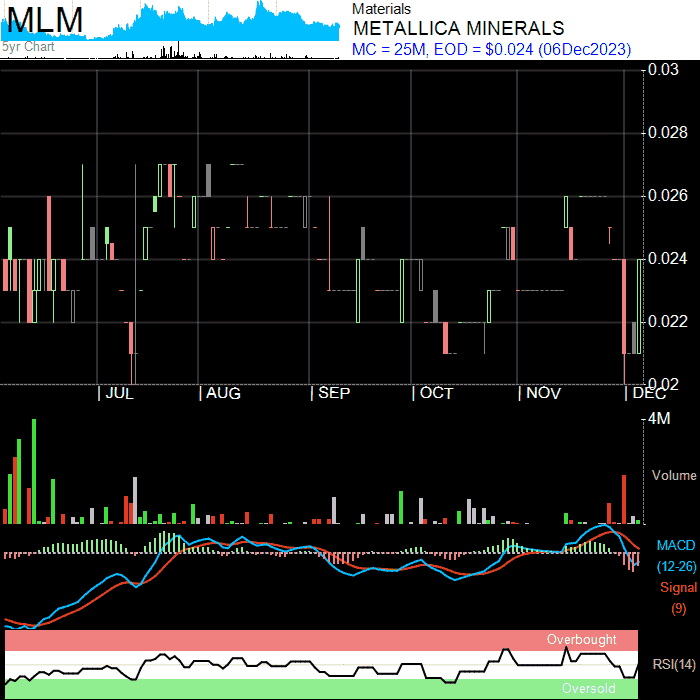 MLM
5yr Chart
Materials
METALLICA MINERALS
MC = 25M, EOD = $0.024 (06Dec2023)
0.03
0.028
0.026
0.024
0.022
0.02
| JUL | AUG | SEP | OCT | NOV | DEC
4M
Volume
MACD
(12-26)
Signal
(9)
Overbought
RSI(14)
Oversold